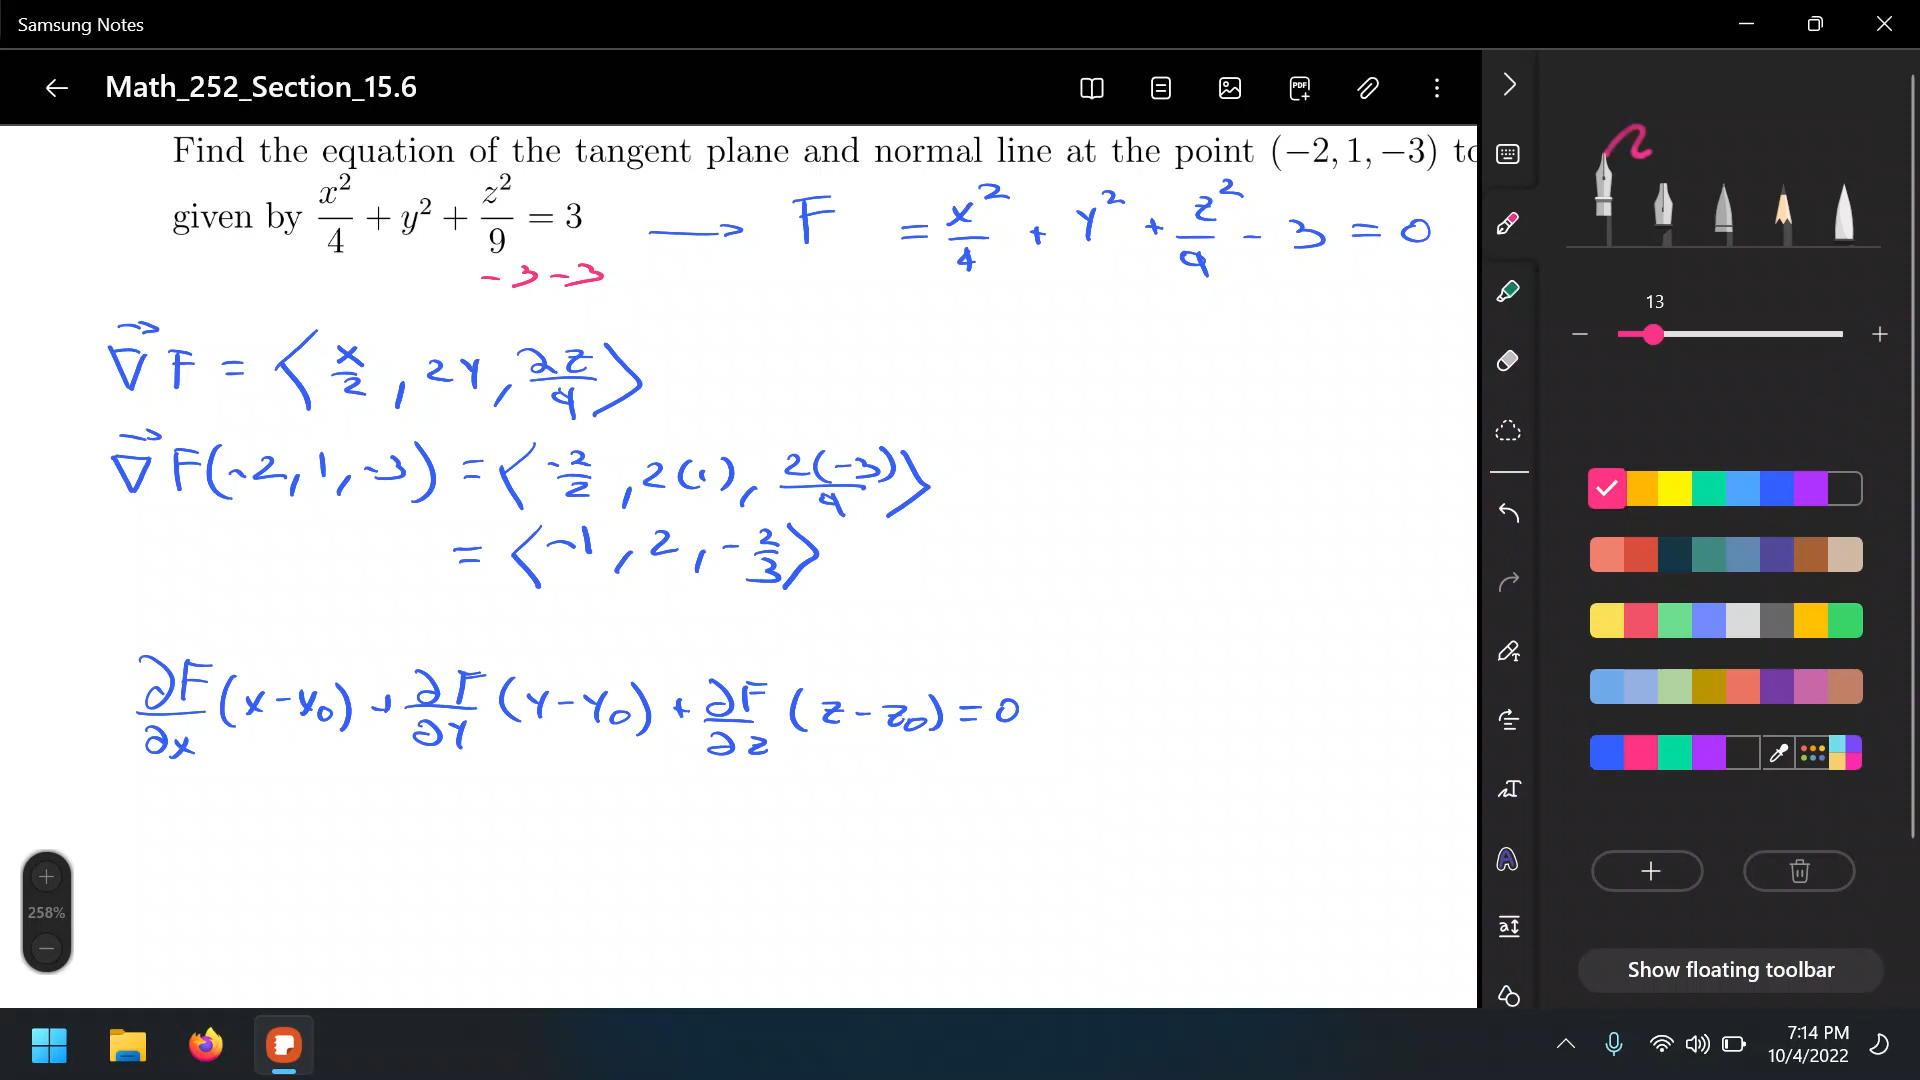 Samsung Notes
Math_252_Section_15.6
Find the equation of the tangent plane and normal line at the point (−2, 1, −3) to
given by x²/4 + y² + z²/9 = 3 → F = x²/4 + y² + z²/9 - 3 = 0
-3 -3
∇⃗F = ⟨x/2, 2y, 2z/9⟩
∇⃗F(-2, 1, -3) = ⟨-2/2, 2(1), 2(-3)/9⟩
= ⟨-1, 2, -2/3⟩
∂F/∂x (x-x₀) + ∂F/∂y (y-y₀) + ∂F/∂z (z-z₀) = 0
13
258%
Show floating toolbar
7:14 PM
10/4/2022